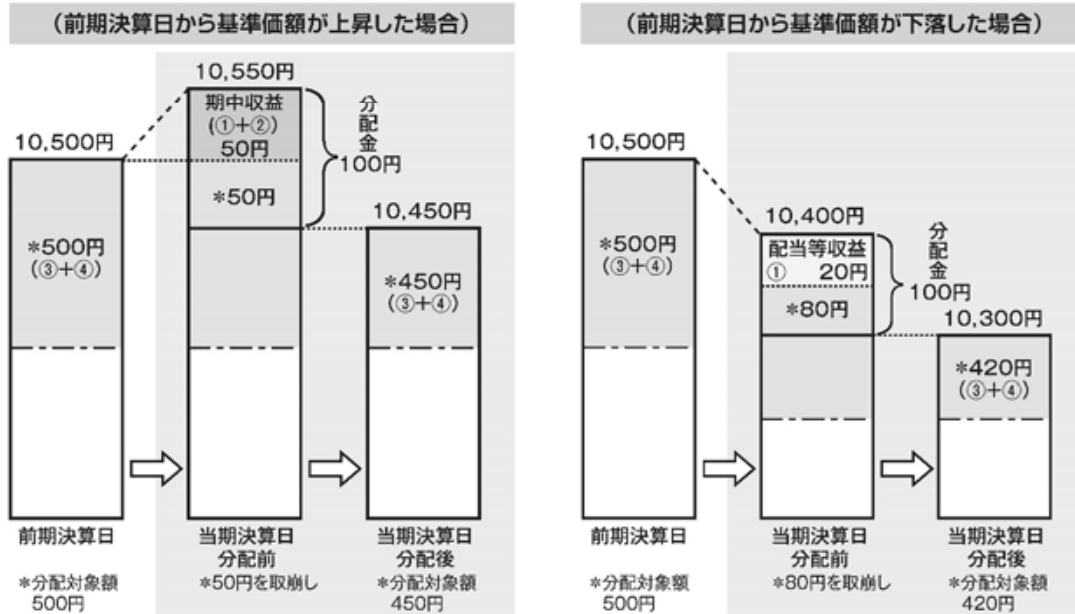 (前期決算日から基準価額が上昇した場合)
10,550円
期中収益
(①+②)
50円
*50円
分配金
100円
10,500円
*500円
(③+④)
10,450円
*450円
(③+④)
前期決算日
当期決算日
分配前
当期決算日
分配後
*分配対象額
500円
*50円を取崩し
*分配対象額
450円
(前期決算日から基準価額が下落した場合)
10,500円
*500円
(③+④)
10,400円
配当等収益
① 20円
*80円
分配金
100円
10,300円
*420円
(③+④)
前期決算日
当期決算日
分配前
当期決算日
分配後
*分配対象額
500円
*80円を取崩し
*分配対象額
420円